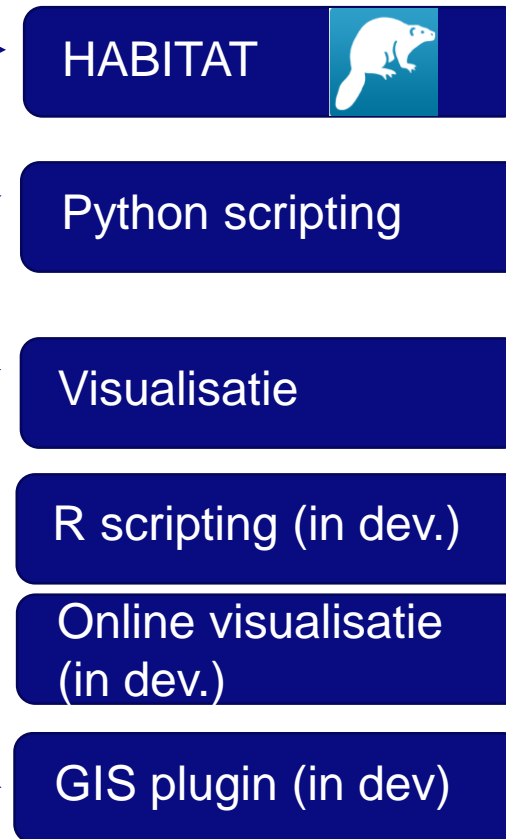 HABITAT
Python scripting
Visualisatie
R scripting (in dev.)
Online visualisatie
(in dev.)
GIS plugin (in dev)